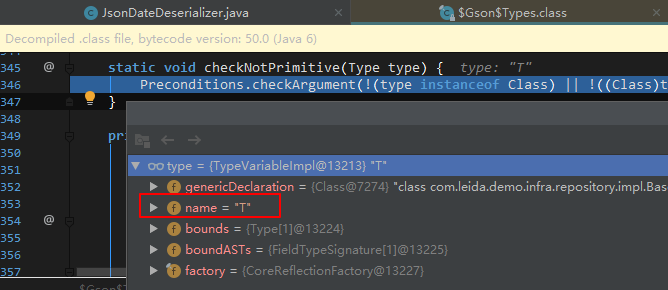 JsonDateDeserializer.java
$Gson$Types.class
Decompiled .class file, bytecode version: 50.0 (Java 6)
345 @ static void checkNotPrimitive(Type type) { type: "T"
346 Preconditions.checkArgument(!(type instanceof Class) || !((Class)t
347 }
348
349 pri
350
351 type = {TypeVariableImpl@13213} "T"
352 genericDeclaration = {Class@7274} "class com.leida.demo.infra.repository.impl.Base
353 name = "T"
354 @ bounds = {Type[1]@13224}
355 boundASTs = {FieldTypeSignature[1]@13225}
356 factory = {CoreReflectionFactory@13227}
357